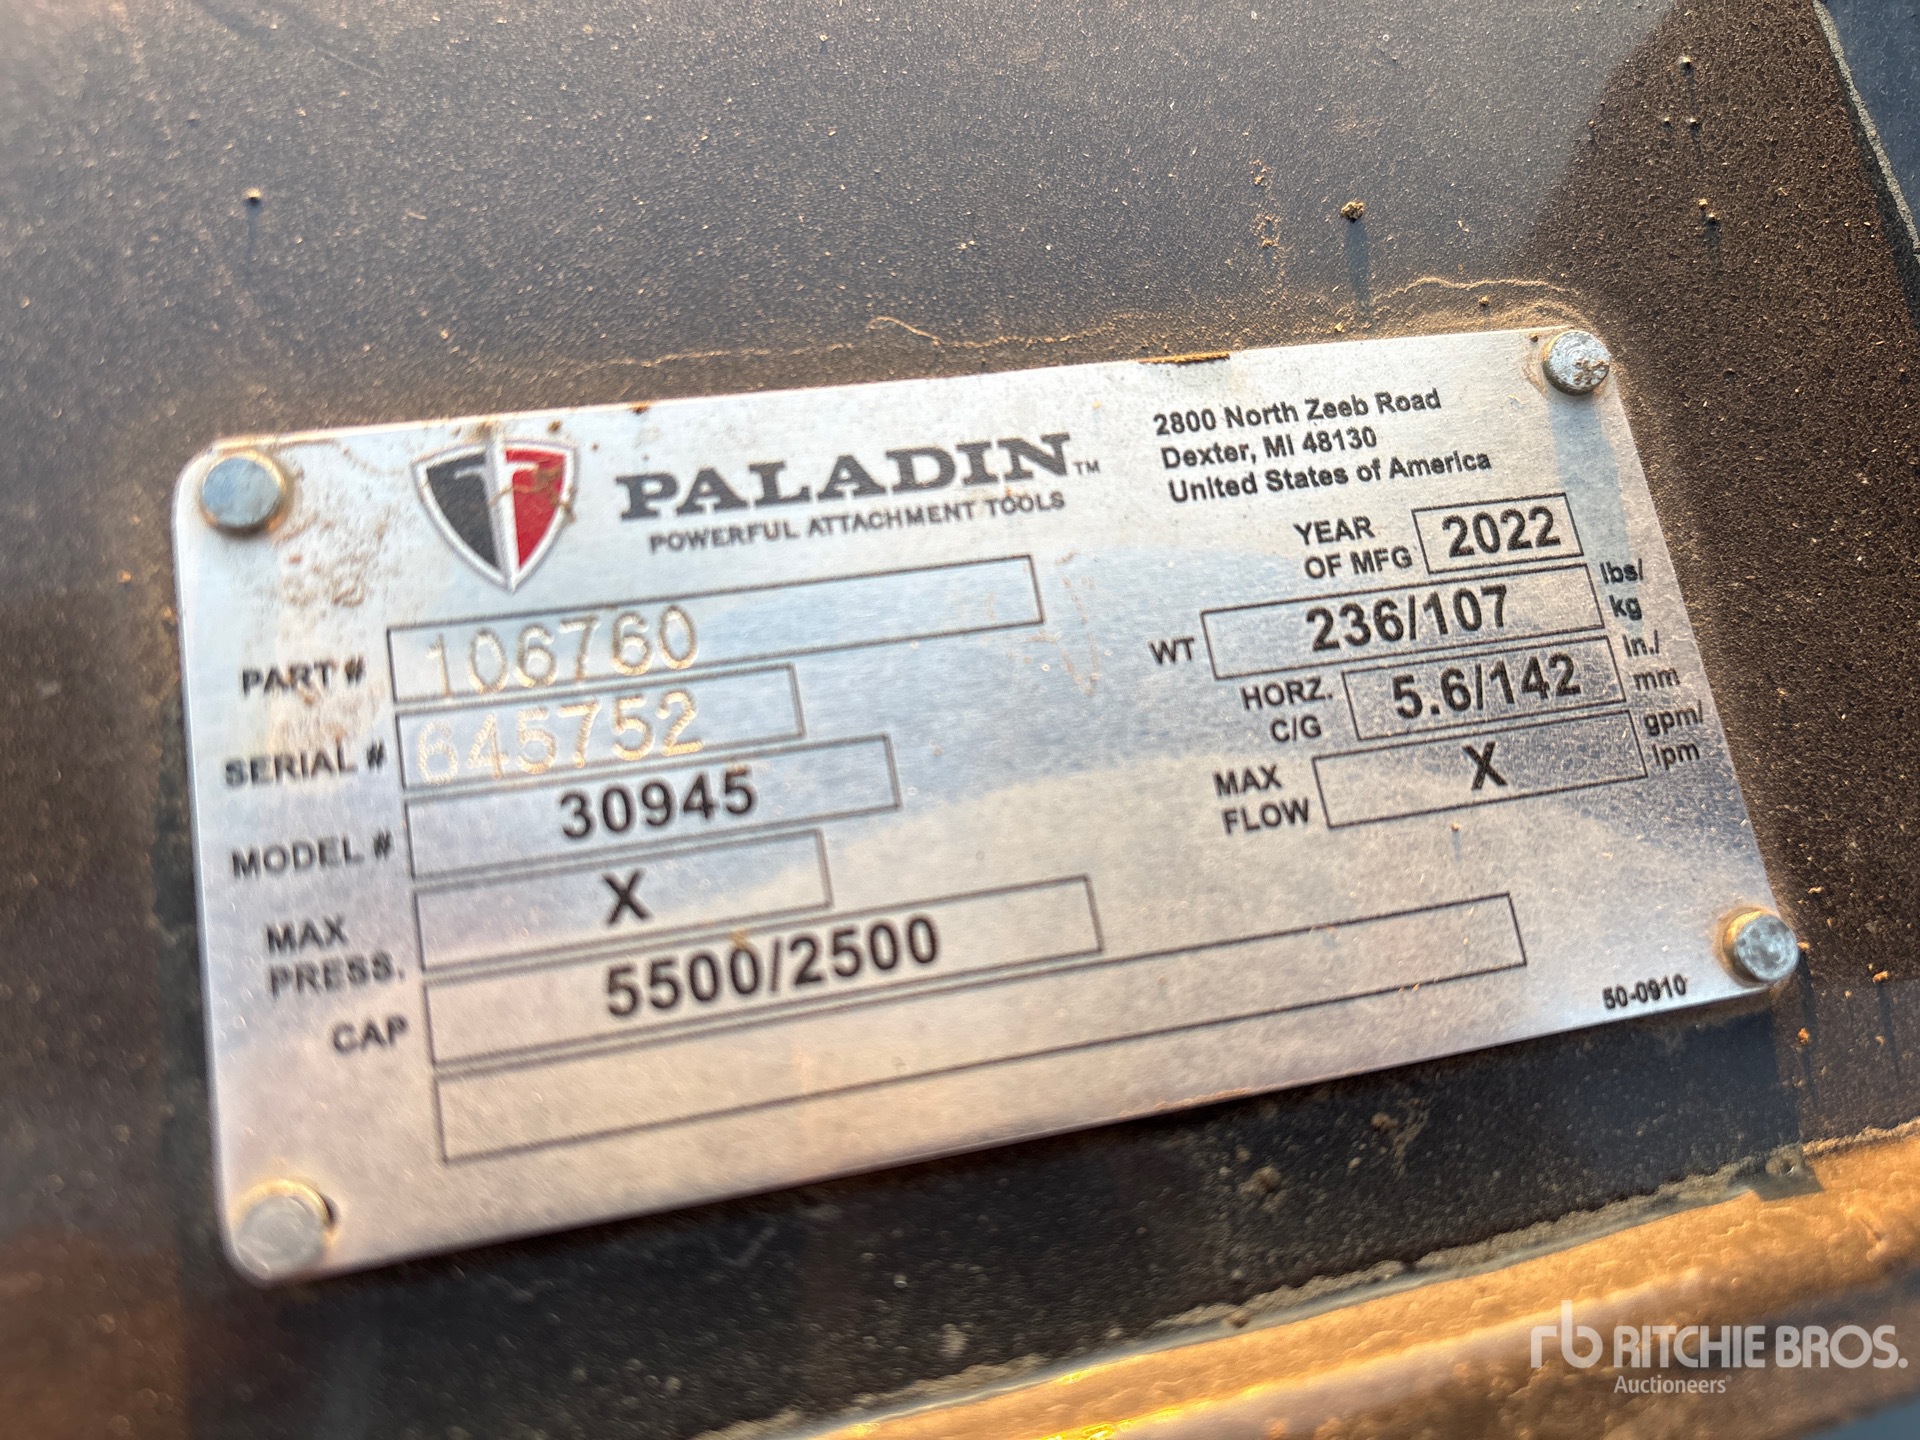 PALADIN™
POWERFUL ATTACHMENT TOOLS
2800 North Zeeb Road
Dexter, MI 48130
United States of America
PART # 106760
SERIAL # 645752
MODEL # 30945
MAX PRESS. X
CAP 5500/2500
YEAR OF MFG 2022
WT 236/107 lbs/ kg
HORZ. C/G 5.6/142 in./ mm
MAX FLOW X gpm/ lpm
50-0910
rb RITCHIE BROS.
Auctioneers